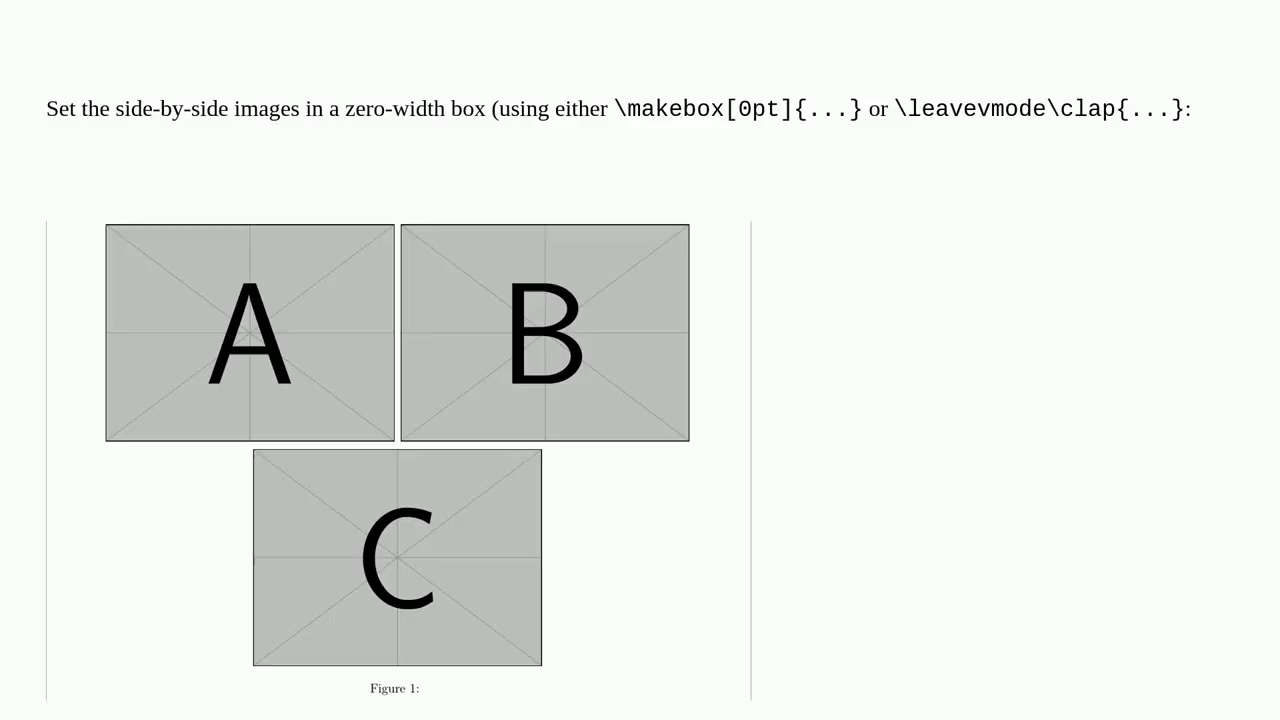 Set the side-by-side images in a zero-width box (using either \makebox[0pt]{...} or \leavevmode\clap{...}:
A B
C
Figure 1: